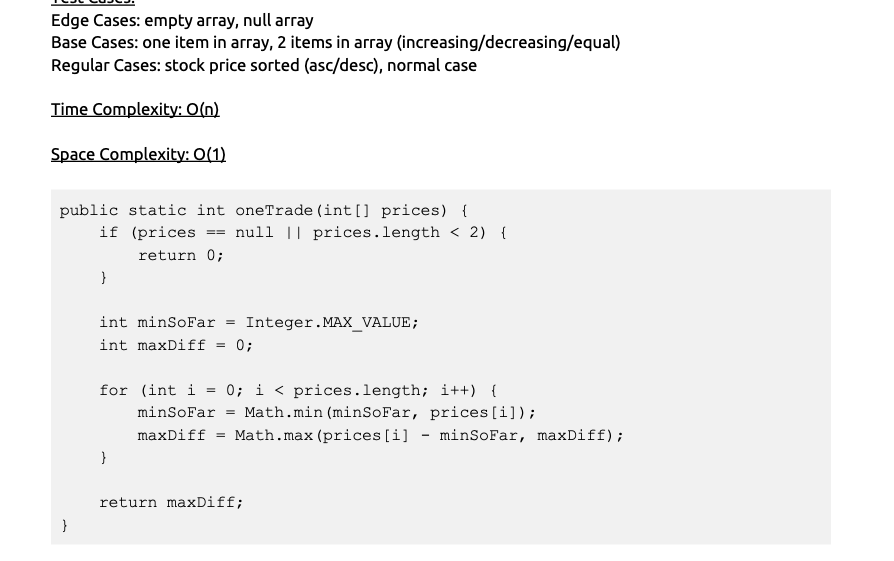 Test Cases:
Edge Cases: empty array, null array
Base Cases: one item in array, 2 items in array (increasing/decreasing/equal)
Regular Cases: stock price sorted (asc/desc), normal case
Time Complexity: O(n)
Space Complexity: O(1)
public static int oneTrade(int[] prices) {
    if (prices == null || prices.length < 2) {
        return 0;
    }
    int minSoFar = Integer.MAX_VALUE;
    int maxDiff = 0;
    for (int i = 0; i < prices.length; i++) {
        minSoFar = Math.min(minSoFar, prices[i]);
        maxDiff = Math.max(prices[i] - minSoFar, maxDiff);
    }
    return maxDiff;
}